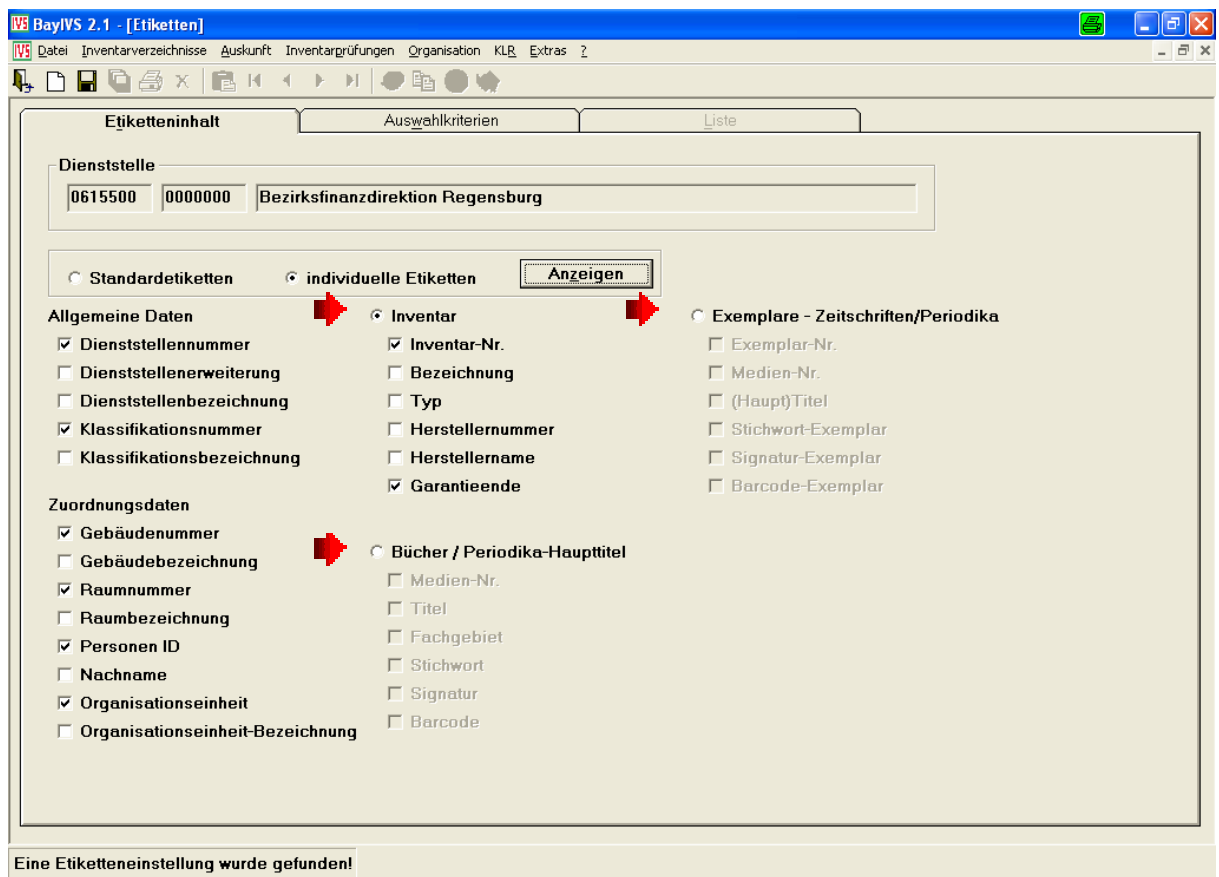 BayIVS 2.1 - [Etiketten]
Datei Inventarverzeichnisse Auskunft Inventarprüfungen Organisation KLR Extras ?
Etiketteninhalt Auswahlkriterien Liste
Dienststelle
0615500 0000000 Bezirksfinanzdirektion Regensburg
Standardetiketten individuelle Etiketten Anzeigen
Allgemeine Daten
Dienststellennummer
Dienststellenerweiterung
Dienststellenbezeichnung
Klassifikationsnummer
Klassifikationsbezeichnung
Zuordnungsdaten
Gebäudenummer
Gebäudebezeichnung
Raumnummer
Raumbezeichnung
Personen ID
Nachname
Organisationseinheit
Organisationseinheit-Bezeichnung
Inventar
Inventar-Nr.
Bezeichnung
Typ
Herstellernummer
Herstellername
Garantieende
Bücher / Periodika-Haupttitel
Medien-Nr.
Titel
Fachgebiet
Stichwort
Signatur
Barcode
Exemplare - Zeitschriften/Periodika
Exemplar-Nr.
Medien-Nr.
(Haupt)Titel
Stichwort-Exemplar
Signatur-Exemplar
Barcode-Exemplar
Eine Etiketteneinstellung wurde gefunden!